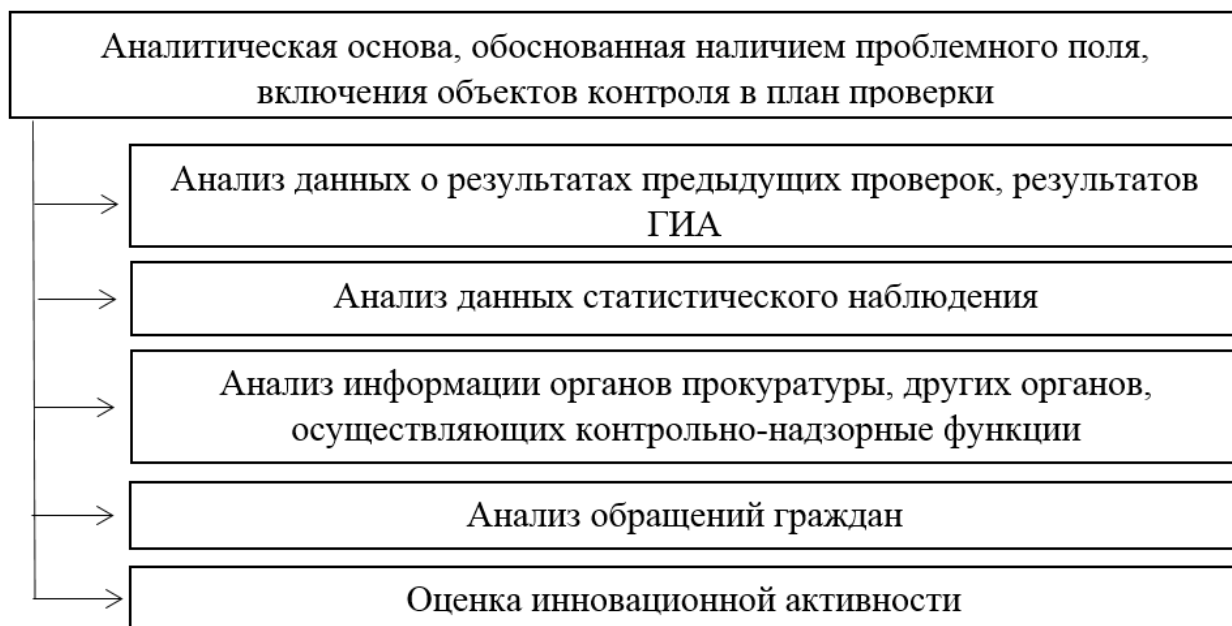 Аналитическая основа, обоснованная наличием проблемного поля,
включения объектов контроля в план проверки
Анализ данных о результатах предыдущих проверок, результатов
ГИА
Анализ данных статистического наблюдения
Анализ информации органов прокуратуры, других органов,
осуществляющих контрольно-надзорные функции
Анализ обращений граждан
Оценка инновационной активности